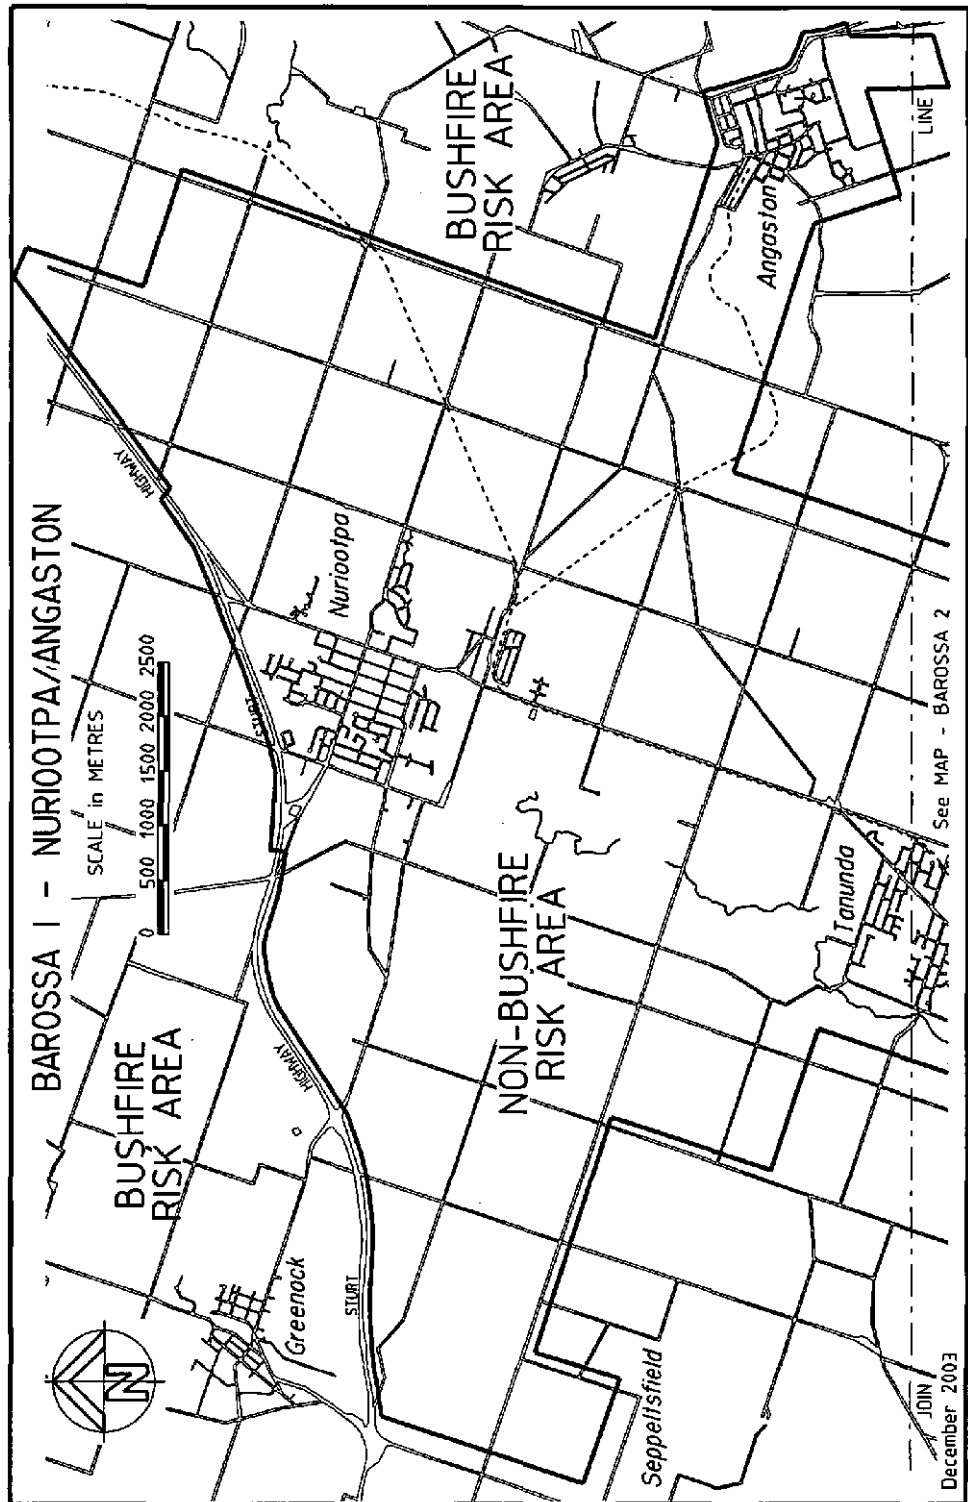 BAROSSA 1 - NURIOOTPA/ANGASTON
SCALE in METRES
0 500 1000 1500 2000 2500
BUSHFIRE
RISK AREA
N
Greenock
STURT
HIGHWAY
STURT
HIGHWAY
Nuriootpa
BUSHFIRE
RISK AREA
NON-BUSHFIRE
RISK AREA
Angaston
Seppeltsfield
Tanunda
JOIN
LINE
December 2003
See MAP - BAROSSA 2